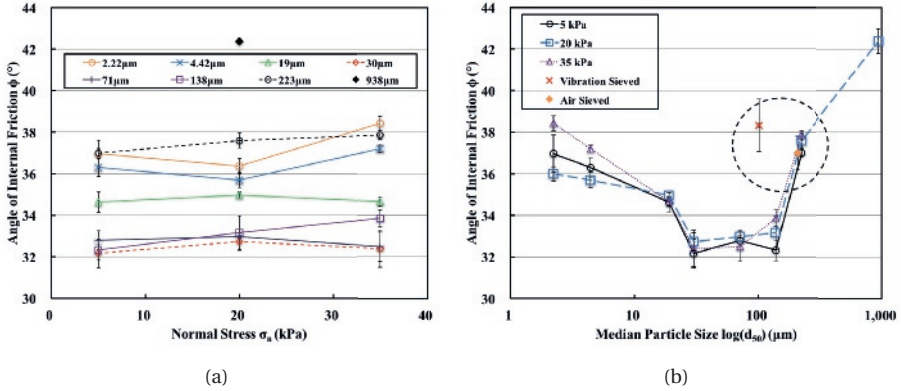 44
42
40
38
36
34
32
30
Angle of Internal Friction ϕ (°)
2.22µm 4.42µm 19µm 30µm
71µm 138µm 223µm 938µm
0 10 20 30 40
Normal Stress σₐ (kPa)
(a)
44
42
40
38
36
34
32
30
Angle of Internal Friction ϕ (°)
5 kPa
20 kPa
35 kPa
Vibration Sieved
Air Sieved
1 10 100 1,000
Median Particle Size log(d₅₀) (µm)
(b)